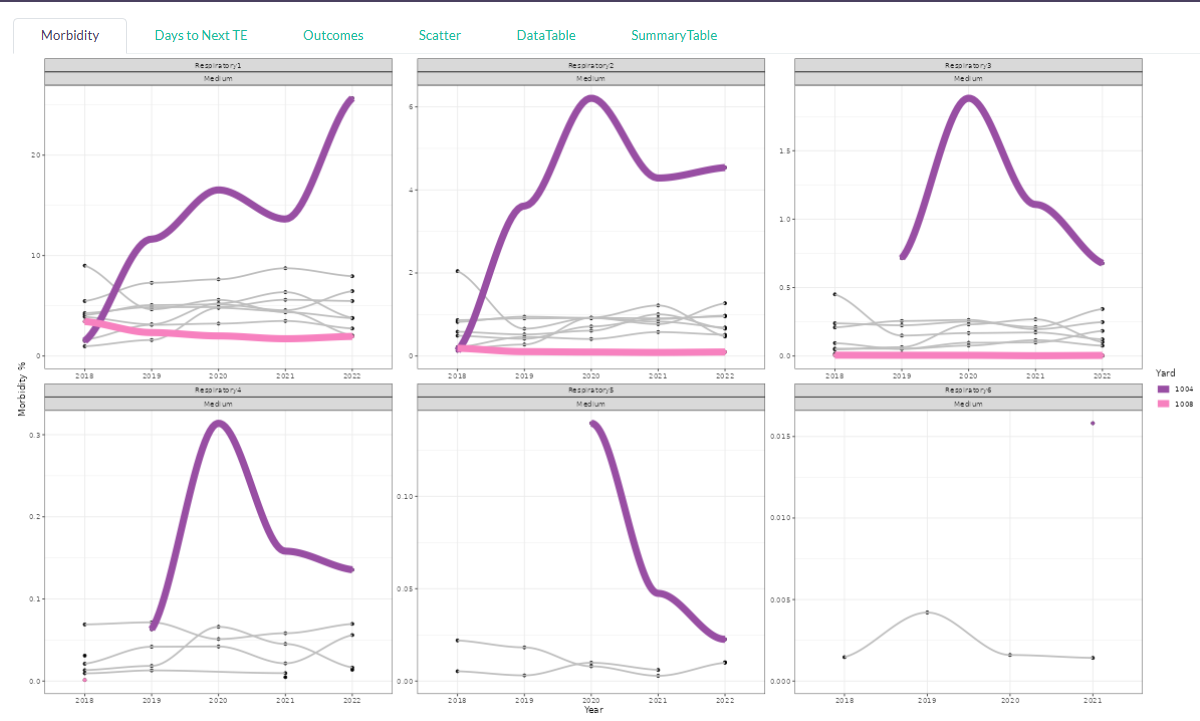 Morbidity Days to Next TE Outcomes Scatter DataTable SummaryTable
Respiratory1 Respiratory2 Respiratory3
Medium Medium Medium
20
10
0
6
4
2
0
1.5
1.0
0.5
0.0
2018 2019 2020 2021 2022
2018 2019 2020 2021 2022
2018 2019 2020 2021 2022
Morbidity %
Yard
1004
1008
Respiratory4 Respiratory5 Respiratory6
Medium Medium Medium
0.3
0.2
0.1
0.0
0.10
0.05
0.00
0.015
0.010
0.005
0.000
2018 2019 2020 2021 2022
2018 2019 2020 2021 2022
2018 2019 2020 2021
Year